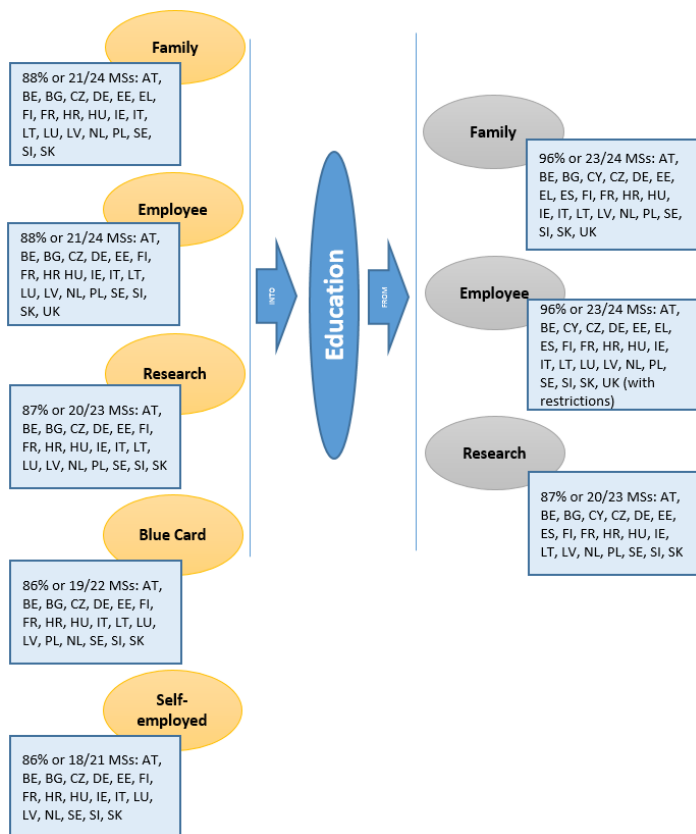 Family
88% or 21/24 MSs: AT,
BE, BG, CZ, DE, EE, EL,
FI, FR, HR, HU, IE, IT,
LT, LU, LV, NL, PL, SE,
SI, SK
Employee
88% or 21/24 MSs: AT,
BE, BG, CZ, DE, EE, FI,
FR, HR HU, IE, IT, LT,
LU, LV, NL, PL, SE, SI,
SK, UK
Research
87% or 20/23 MSs: AT,
BE, BG, CZ, DE, EE, FI,
FR, HR, HU, IE, IT, LT,
LU, LV, NL, PL, SE, SI, SK
Blue Card
86% or 19/22 MSs: AT,
BE, BG, CZ, DE, EE, FI,
FR, HR, HU, IT, LT, LU,
LV, PL, NL, SE, SI, SK
Self-
employed
86% or 18/21 MSs: AT,
BE, BG, CZ, DE, EE, FI,
FR, HR, HU, IE, IT, LU,
LV, NL, SE, SI, SK
INTO
Education
FROM
Family
96% or 23/24 MSs: AT,
BE, BG, CY, CZ, DE, EE,
EL, ES, FI, FR, HR, HU,
IE, IT, LT, LV, NL, PL, SE,
SI, SK, UK
Employee
96% or 23/24 MSs: AT,
BE, CY, CZ, DE, EE, EL,
ES, FI, FR, HR, HU, IE,
IT, LT, LU, LV, NL, PL,
SE, SI, SK, UK (with
restrictions)
Research
87% or 20/23 MSs: AT,
BE, BG, CY, CZ, DE, EE,
ES, FI, FR, HR, HU, IE,
LT, LV, NL, PL, SE, SI, SK